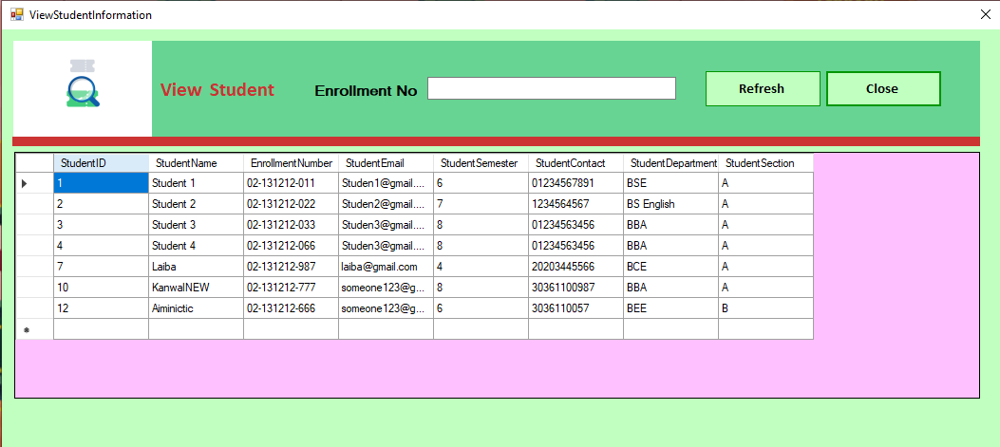 ViewStudentInformation
View Student Enrollment No Refresh Close
StudentID StudentName EnrollmentNumber StudentEmail StudentSemester StudentContact StudentDepartment StudentSection
1 Student 1 02-131212-011 Studen1@gmail.... 6 01234567891 BSE A
2 Student 2 02-131212-022 Studen2@gmail.... 7 1234564567 BS English A
3 Student 3 02-131212-033 Studen3@gmail.... 8 01234563456 BBA A
4 Student 4 02-131212-066 Studen3@gmail.... 8 01234563456 BBA A
7 Laiba 02-131212-987 laiba@gmail.com 4 20203445566 BCE A
10 KanwalNEW 02-131212-777 someone123@g... 8 30361100987 BBA A
12 Aiminictic 02-131212-666 someone123@g... 6 3036110057 BEE B